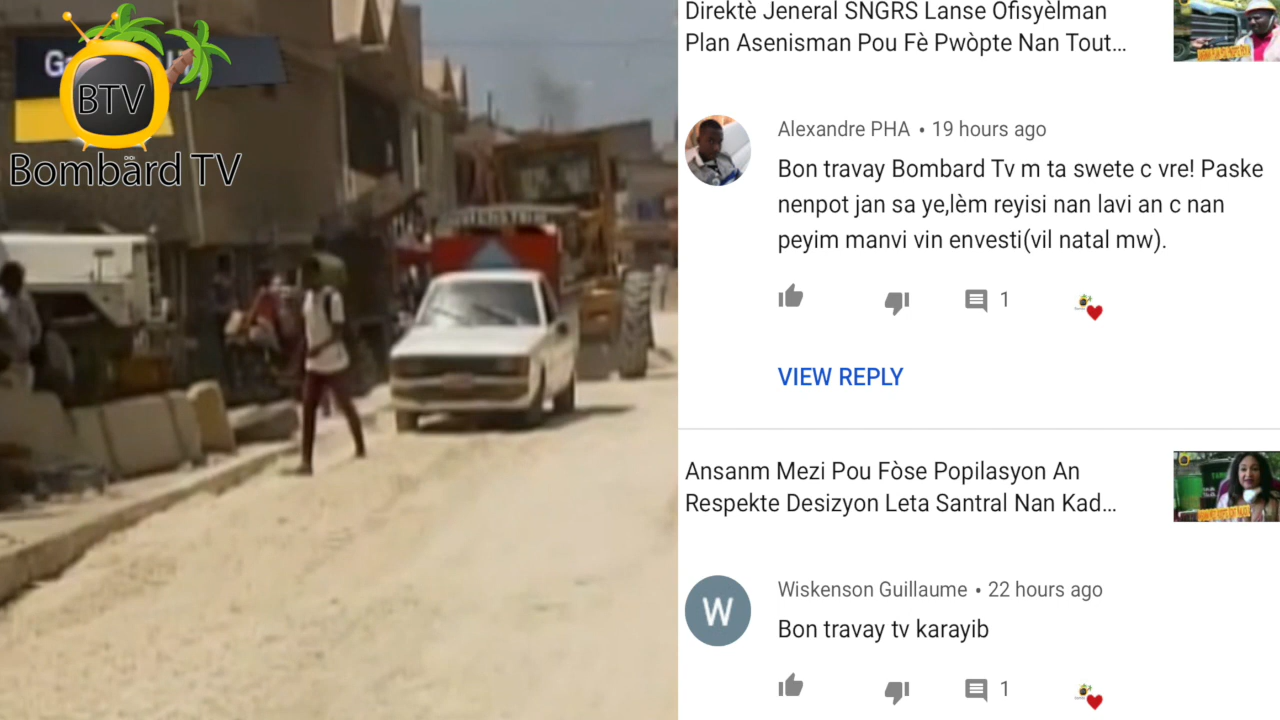 BTV
Bombärd TV
Direktè Jeneral SNGRS Lanse Ofisyèlman
Plan Asenisman Pou Fè Pwòpte Nan Tout...
Alexandre PHA • 19 hours ago
Bon travay Bombard Tv m ta swete c vre! Paske
nenpot jan sa ye,lèm reyisi nan lavi an c nan
peyim manvi vin envesti(vil natal mw).
1
VIEW REPLY
Ansanm Mezi Pou Fòse Popilasyon An
Respekte Desizyon Leta Santral Nan Kad...
W
Wiskenson Guillaume • 22 hours ago
Bon travay tv karayib
1